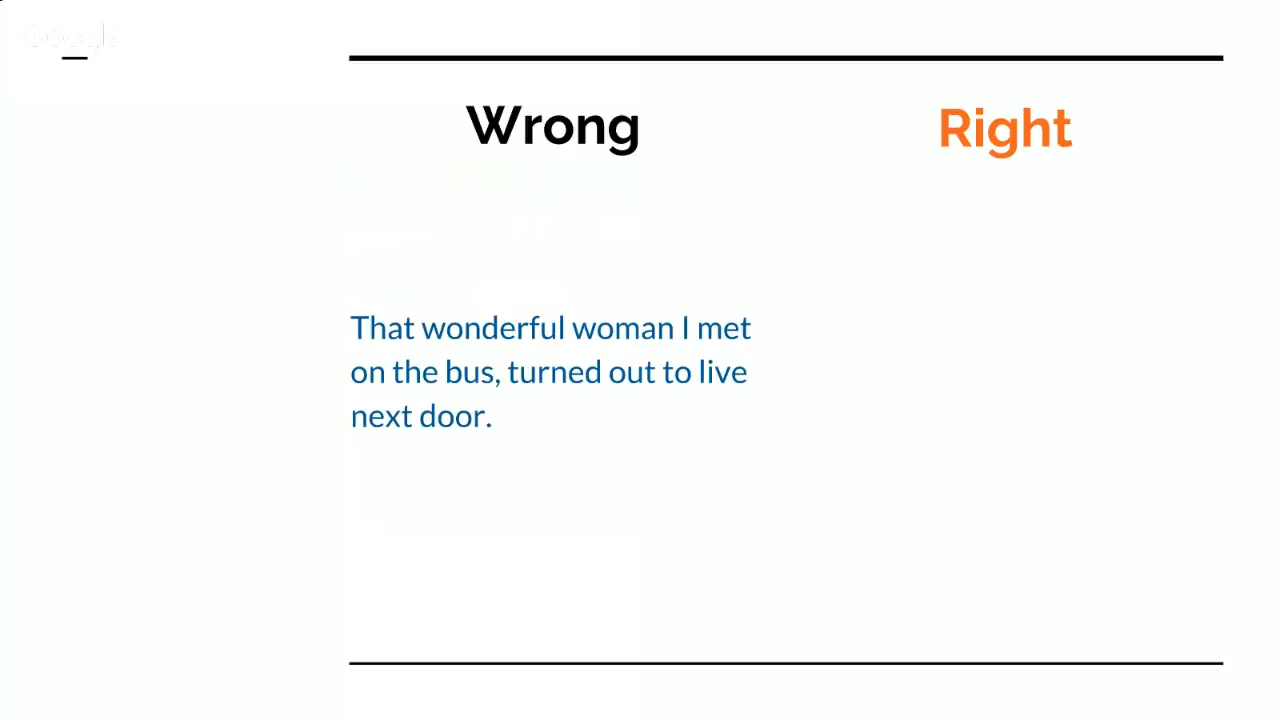 Wrong
Right
That wonderful woman I met
on the bus, turned out to live
next door.